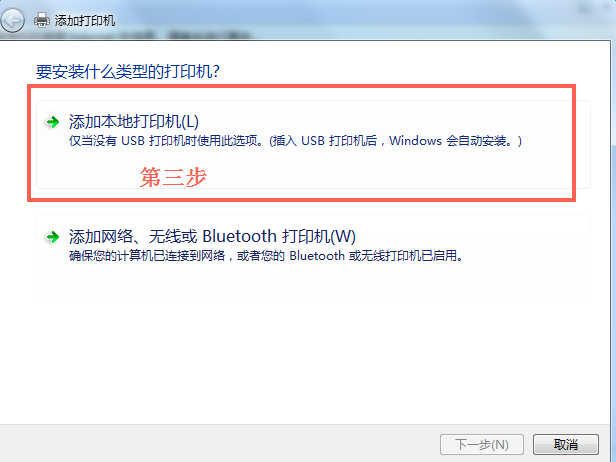 添加打印机
要安装什么类型的打印机?
添加本地打印机(L)
仅当没有 USB 打印机时使用此选项。(插入 USB 打印机后，Windows 会自动安装。)
第三步
添加网络、无线或 Bluetooth 打印机(W)
确保您的计算机已连接到网络，或者您的 Bluetooth 或无线打印机已启用。
下一步(N)
取消